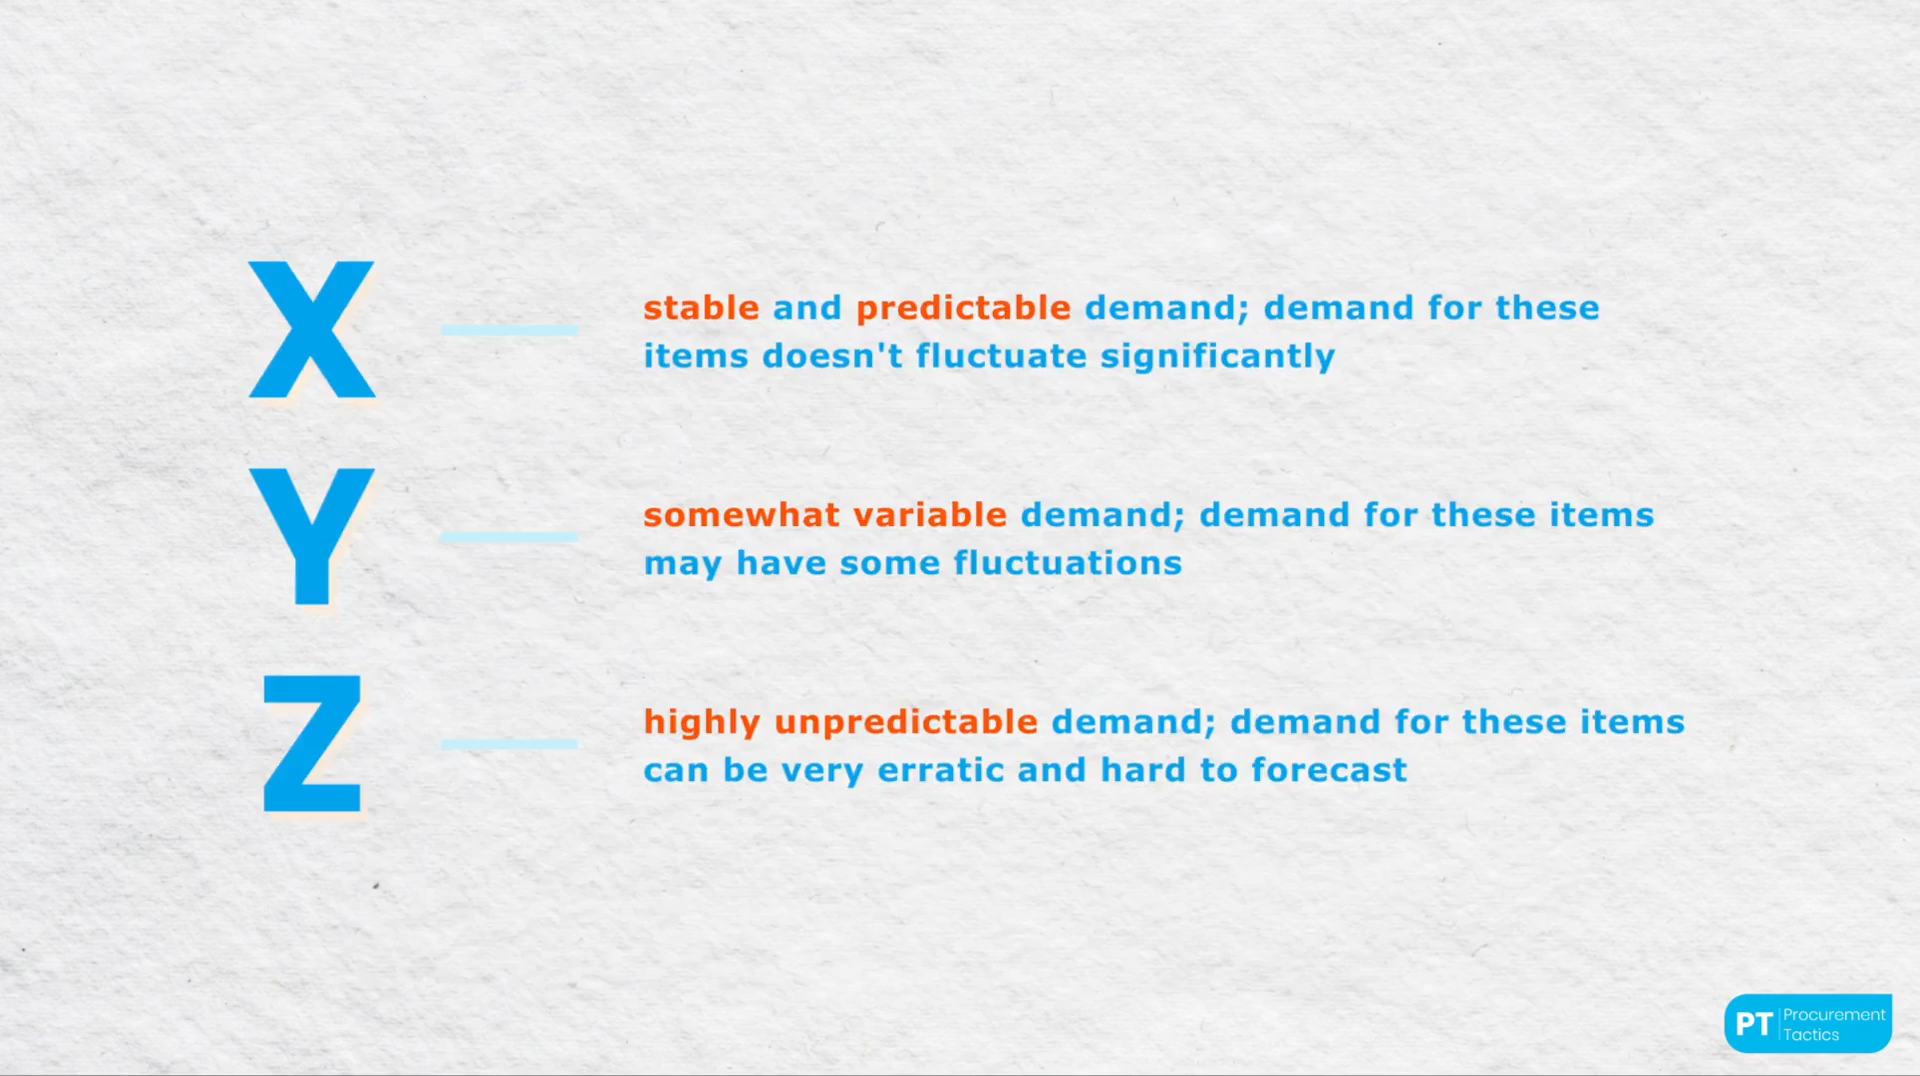 X
stable and predictable demand; demand for these
items doesn't fluctuate significantly
Y
somewhat variable demand; demand for these items
may have some fluctuations
Z
highly unpredictable demand; demand for these items
can be very erratic and hard to forecast
PT
Procurement
Tactics